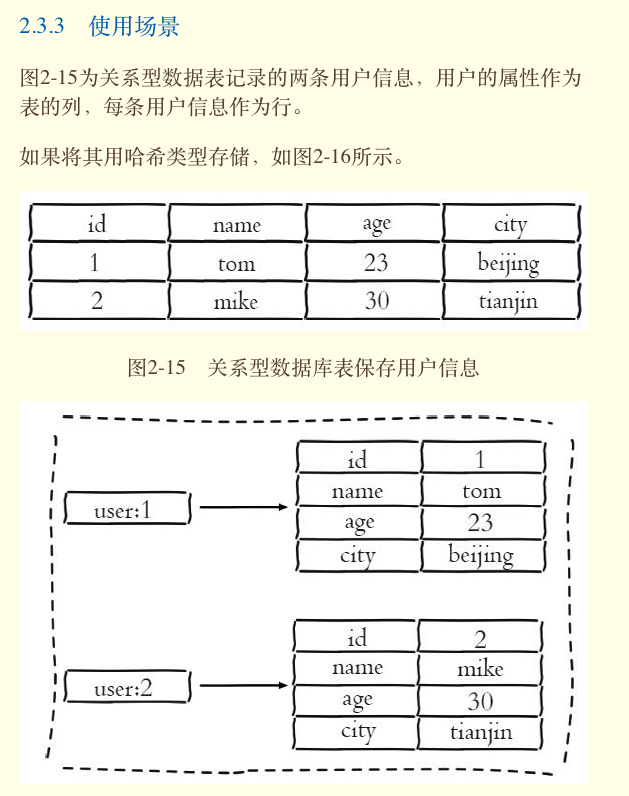 2.3.3 使用场景
图2-15为关系型数据表记录的两条用户信息，用户的属性作为
表的列，每条用户信息作为行。
如果将其用哈希类型存储，如图2-16所示。
id name age city
1 tom 23 beijing
2 mike 30 tianjin
图2-15 关系型数据库表保存用户信息
user:1
id 1
name tom
age 23
city beijing
user:2
id 2
name mike
age 30
city tianjin